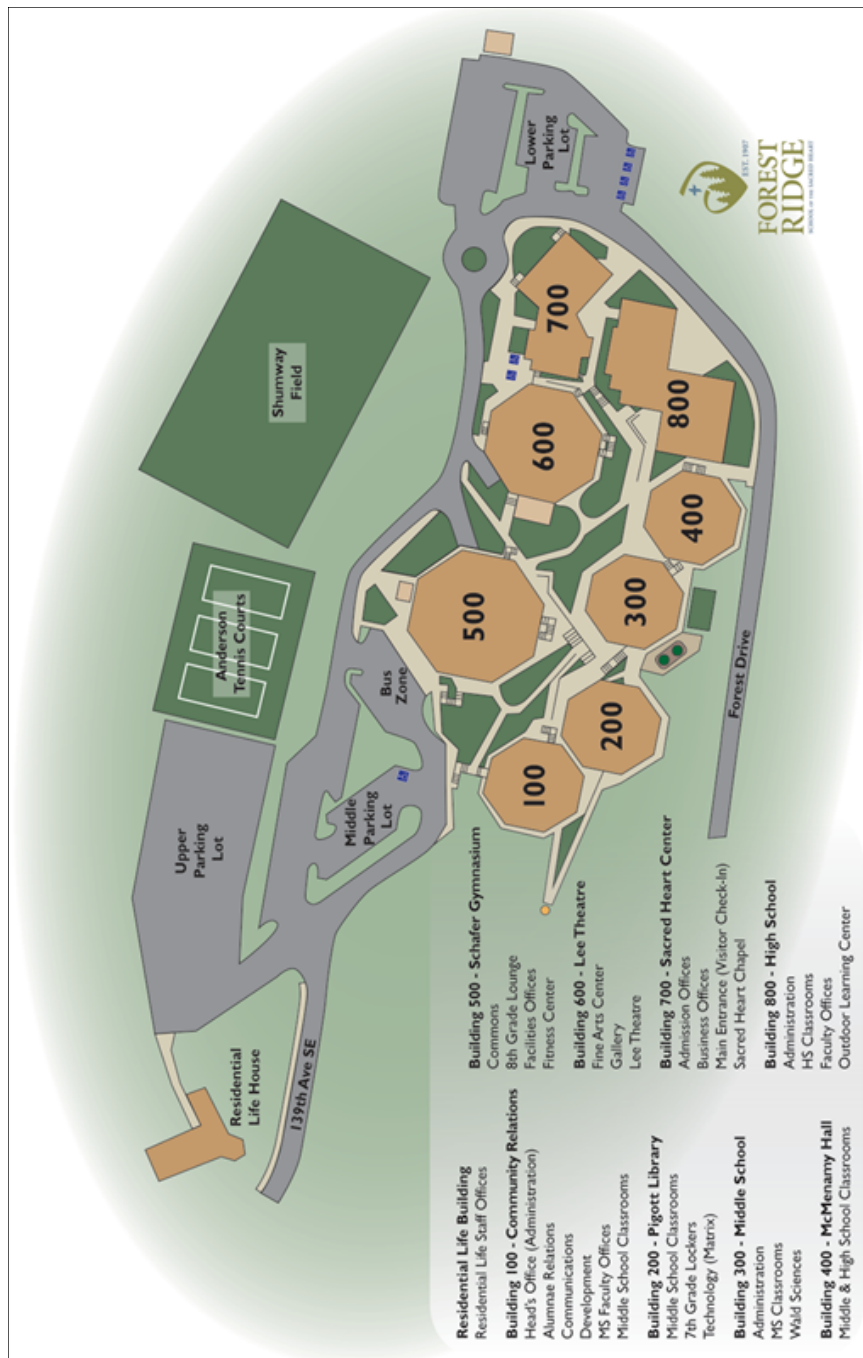 Shumway
Field
Lower
Parking
Lot
Anderson
Tennis Courts
Upper
Parking
Lot
Bus
Zone
Middle
Parking
Lot
Residential
Life House
139th Ave SE
Forest Drive
100
200
300
400
500
600
700
800
EST. 1907
FOREST
RIDGE
SCHOOL OF THE SACRED HEART
Residential Life Building
Residential Life Staff Offices
Building 100 - Community Relations
Head's Office (Administration)
Alumnae Relations
Communications
Development
MS Faculty Offices
Middle School Classrooms
Building 200 - Pigott Library
Middle School Classrooms
7th Grade Lockers
Technology (Matrix)
Building 300 - Middle School
Administration
MS Classrooms
Wald Sciences
Building 400 - McMenamy Hall
Middle & High School Classrooms
Building 500 - Schafer Gymnasium
Commons
8th Grade Lounge
Facilities Offices
Fitness Center
Building 600 - Lee Theatre
Fine Arts Center
Gallery
Lee Theatre
Building 700 - Sacred Heart Center
Admission Offices
Business Offices
Main Entrance (Visitor Check-In)
Sacred Heart Chapel
Building 800 - High School
Administration
HS Classrooms
Faculty Offices
Outdoor Learning Center